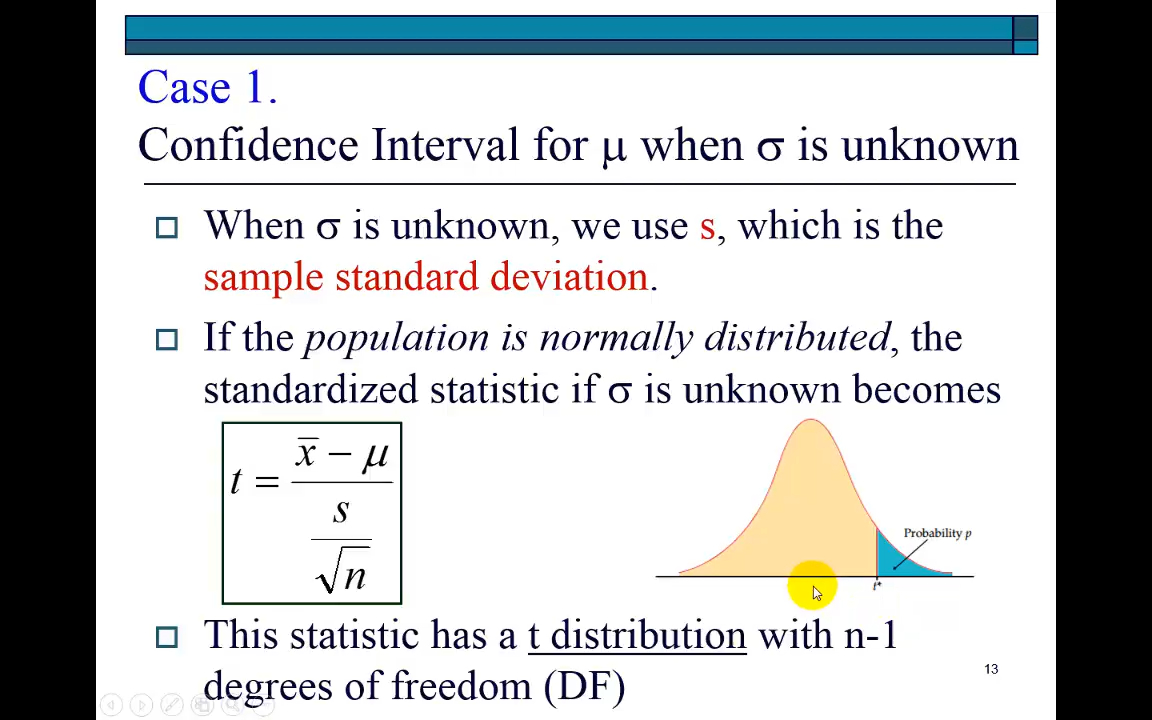 Case 1.
Confidence Interval for μ when σ is unknown
When σ is unknown, we use s, which is the
sample standard deviation.
If the population is normally distributed, the
standardized statistic if σ is unknown becomes
t = (x̄ − μ) / (s / √n)
Probability p
t*
This statistic has a t distribution with n-1
degrees of freedom (DF)
13